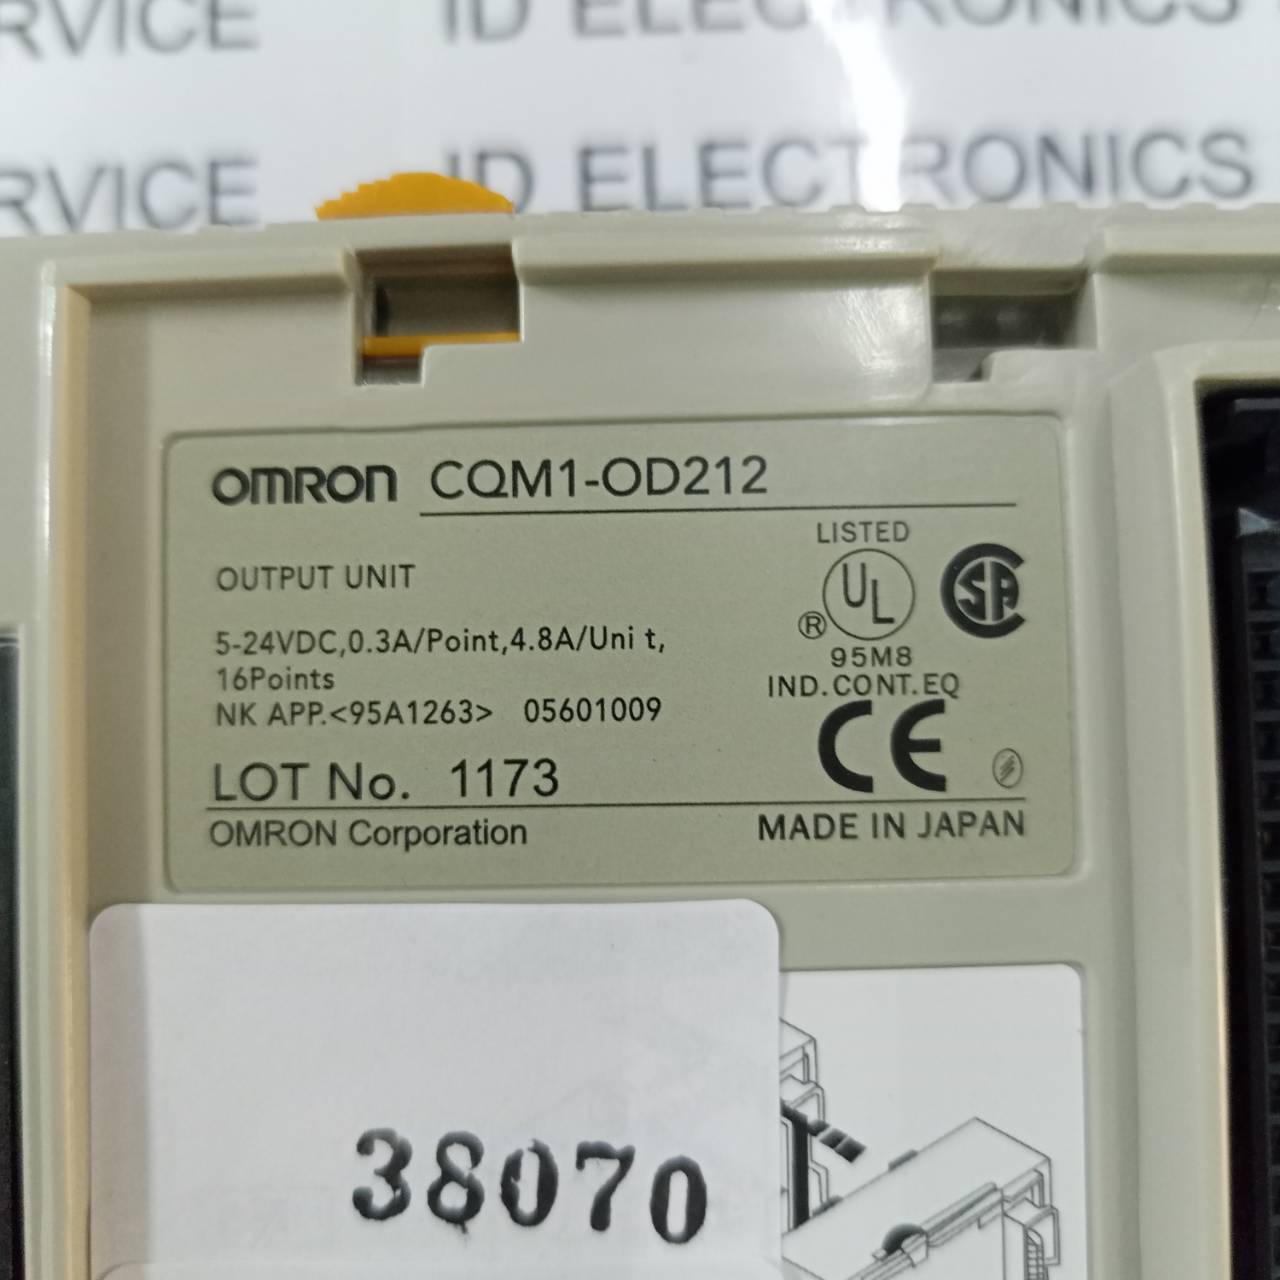 RVICE ID ELECTRONICS
RVICE ID ELECTRONICS
OMRON CQM1-OD212
OUTPUT UNIT
5-24VDC,0.3A/Point,4.8A/Uni t,
16Points
NK APP.<95A1263> 05601009
LOT No. 1173
OMRON Corporation
LISTED
UL
®
SA
95M8
IND.CONT.EQ
CE
MADE IN JAPAN
38070